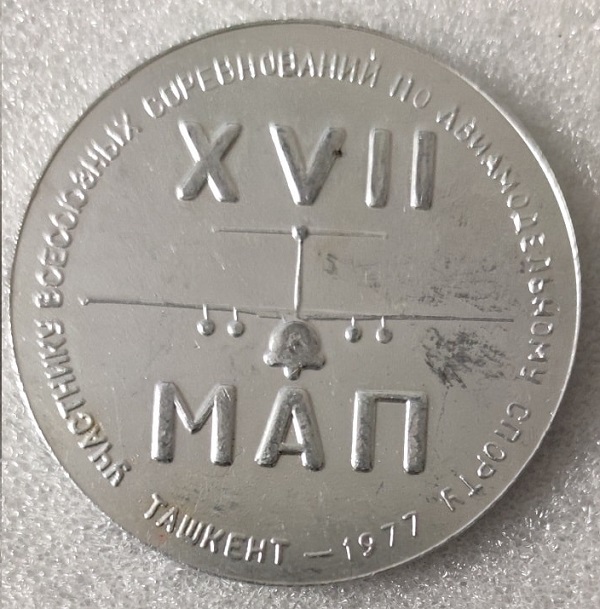 УЧАСТНИКУ ВСЕСОЮЗНЫХ СОРЕВНОВАНИЙ ПО АВИАМОДЕЛЬНОМУ СПОРТУ
XVII
МАП
ТАШКЕНТ — 1977